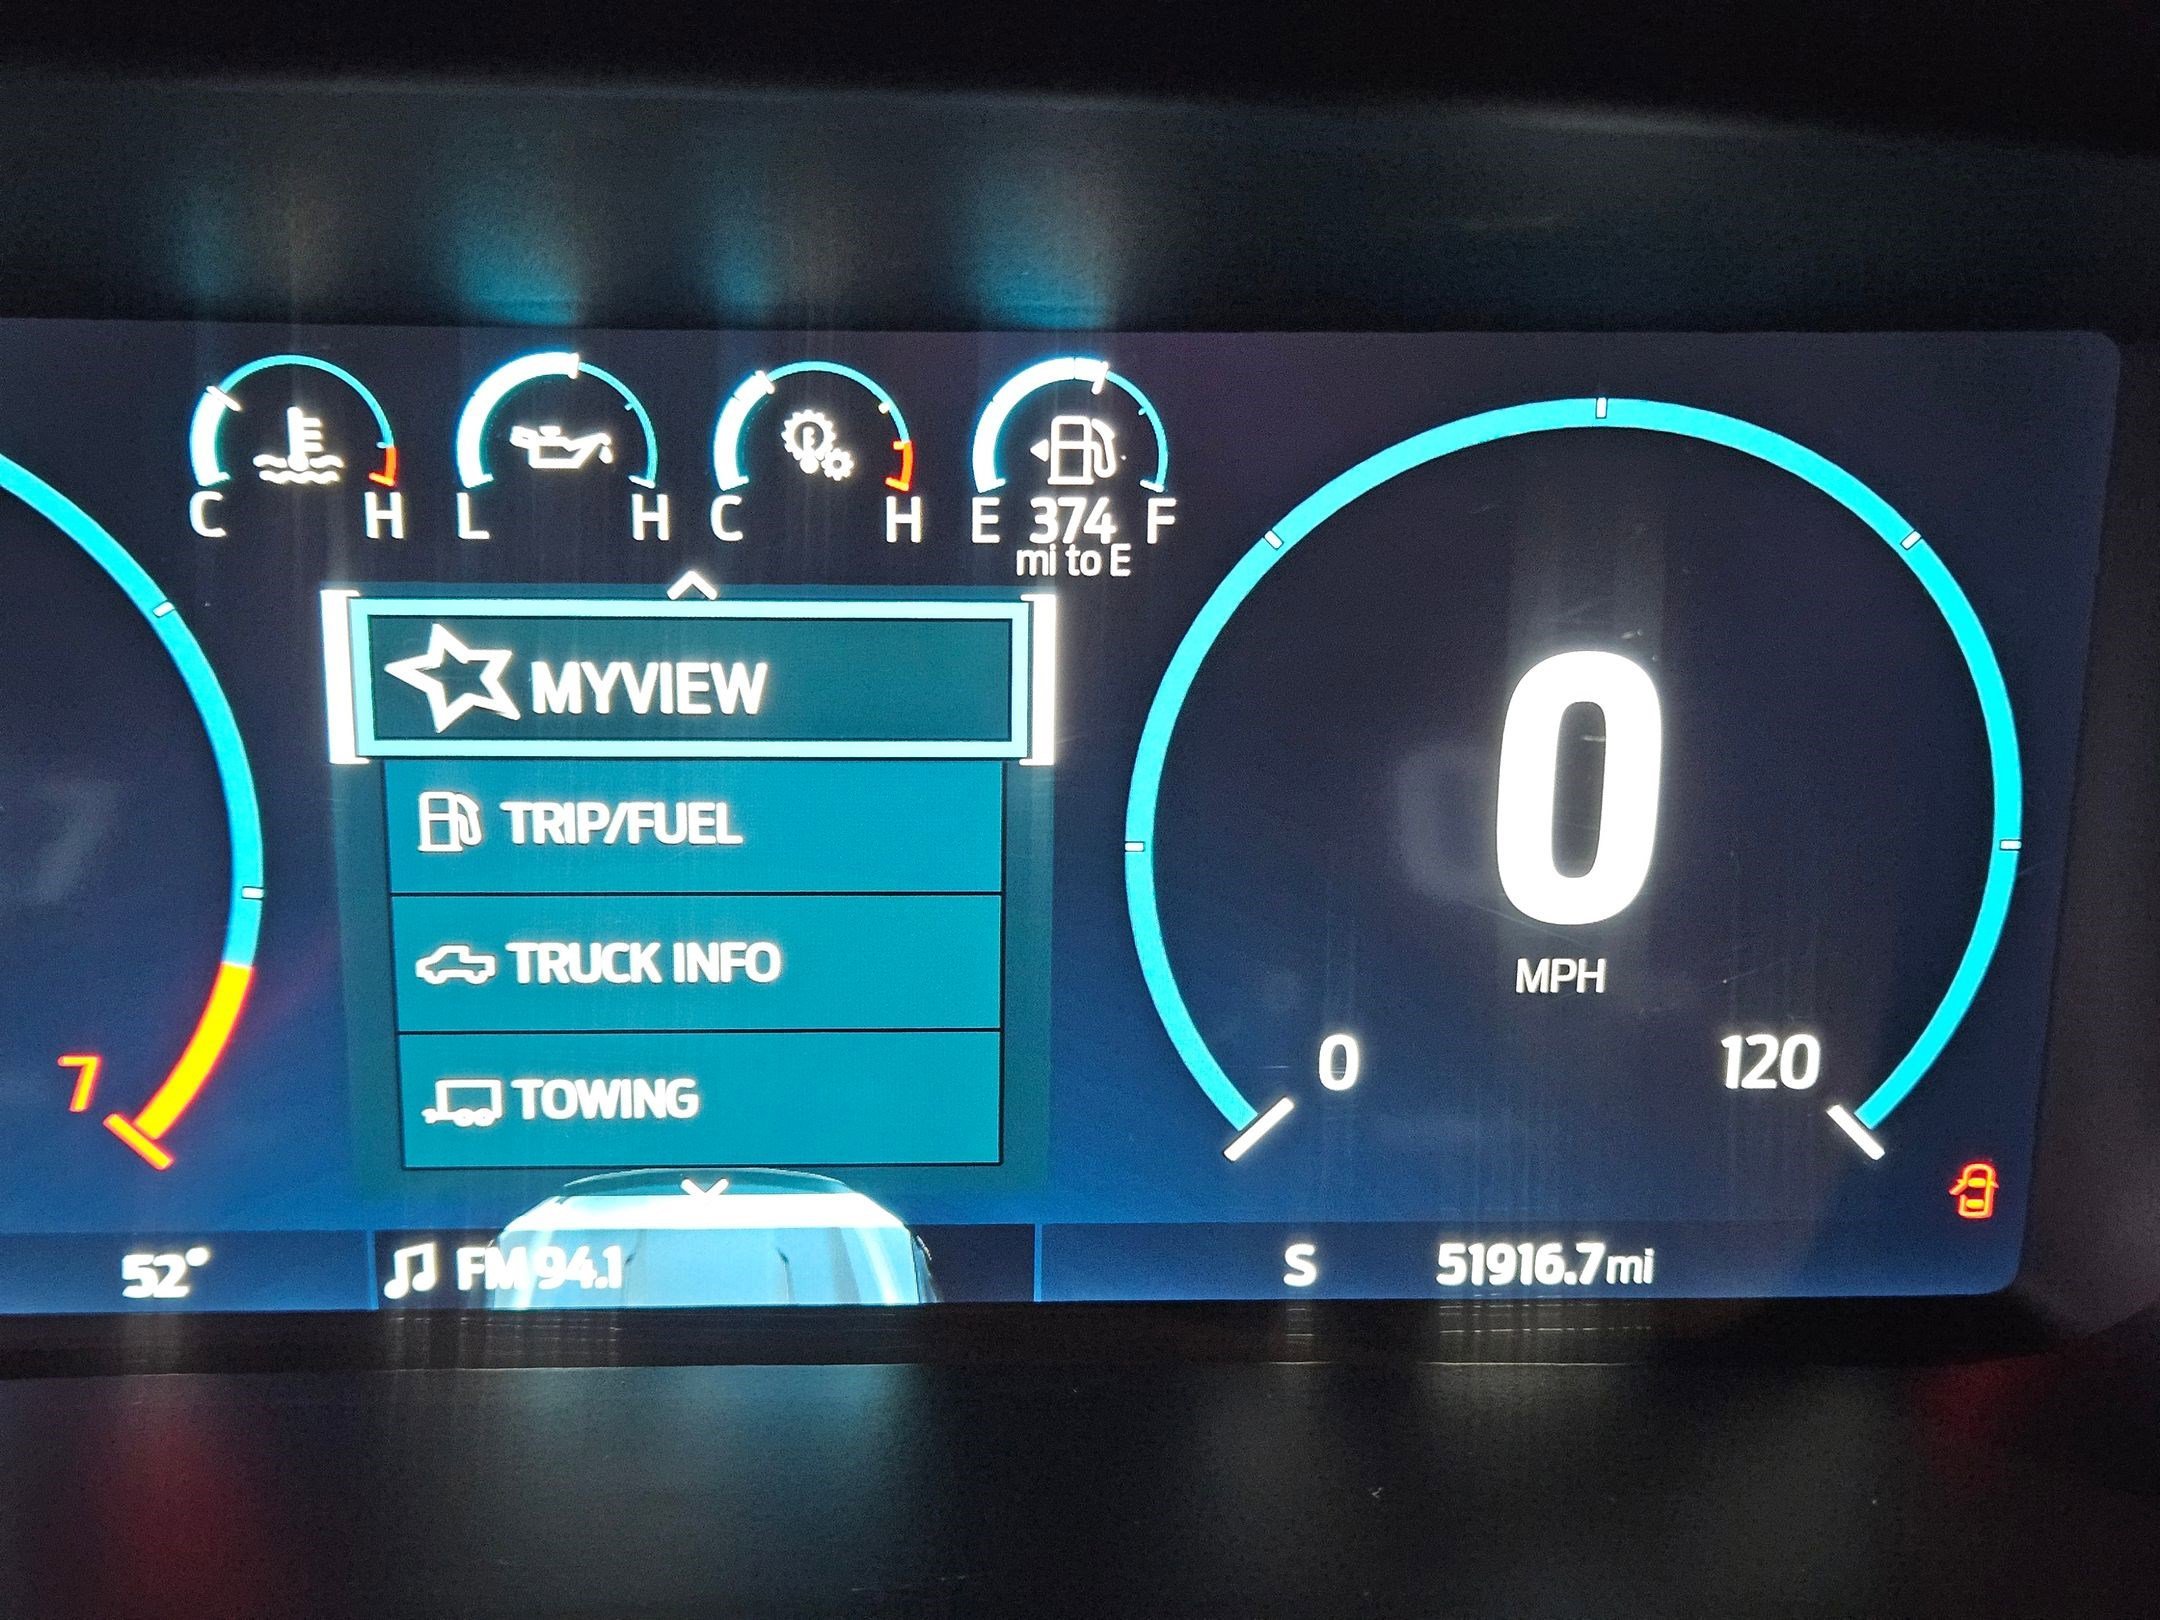 C H L H C H E 374 F
mi to E
MYVIEW
TRIP/FUEL
TRUCK INFO
TOWING
0
MPH
0 120
7
52° FM 94.1 S 51916.7mi